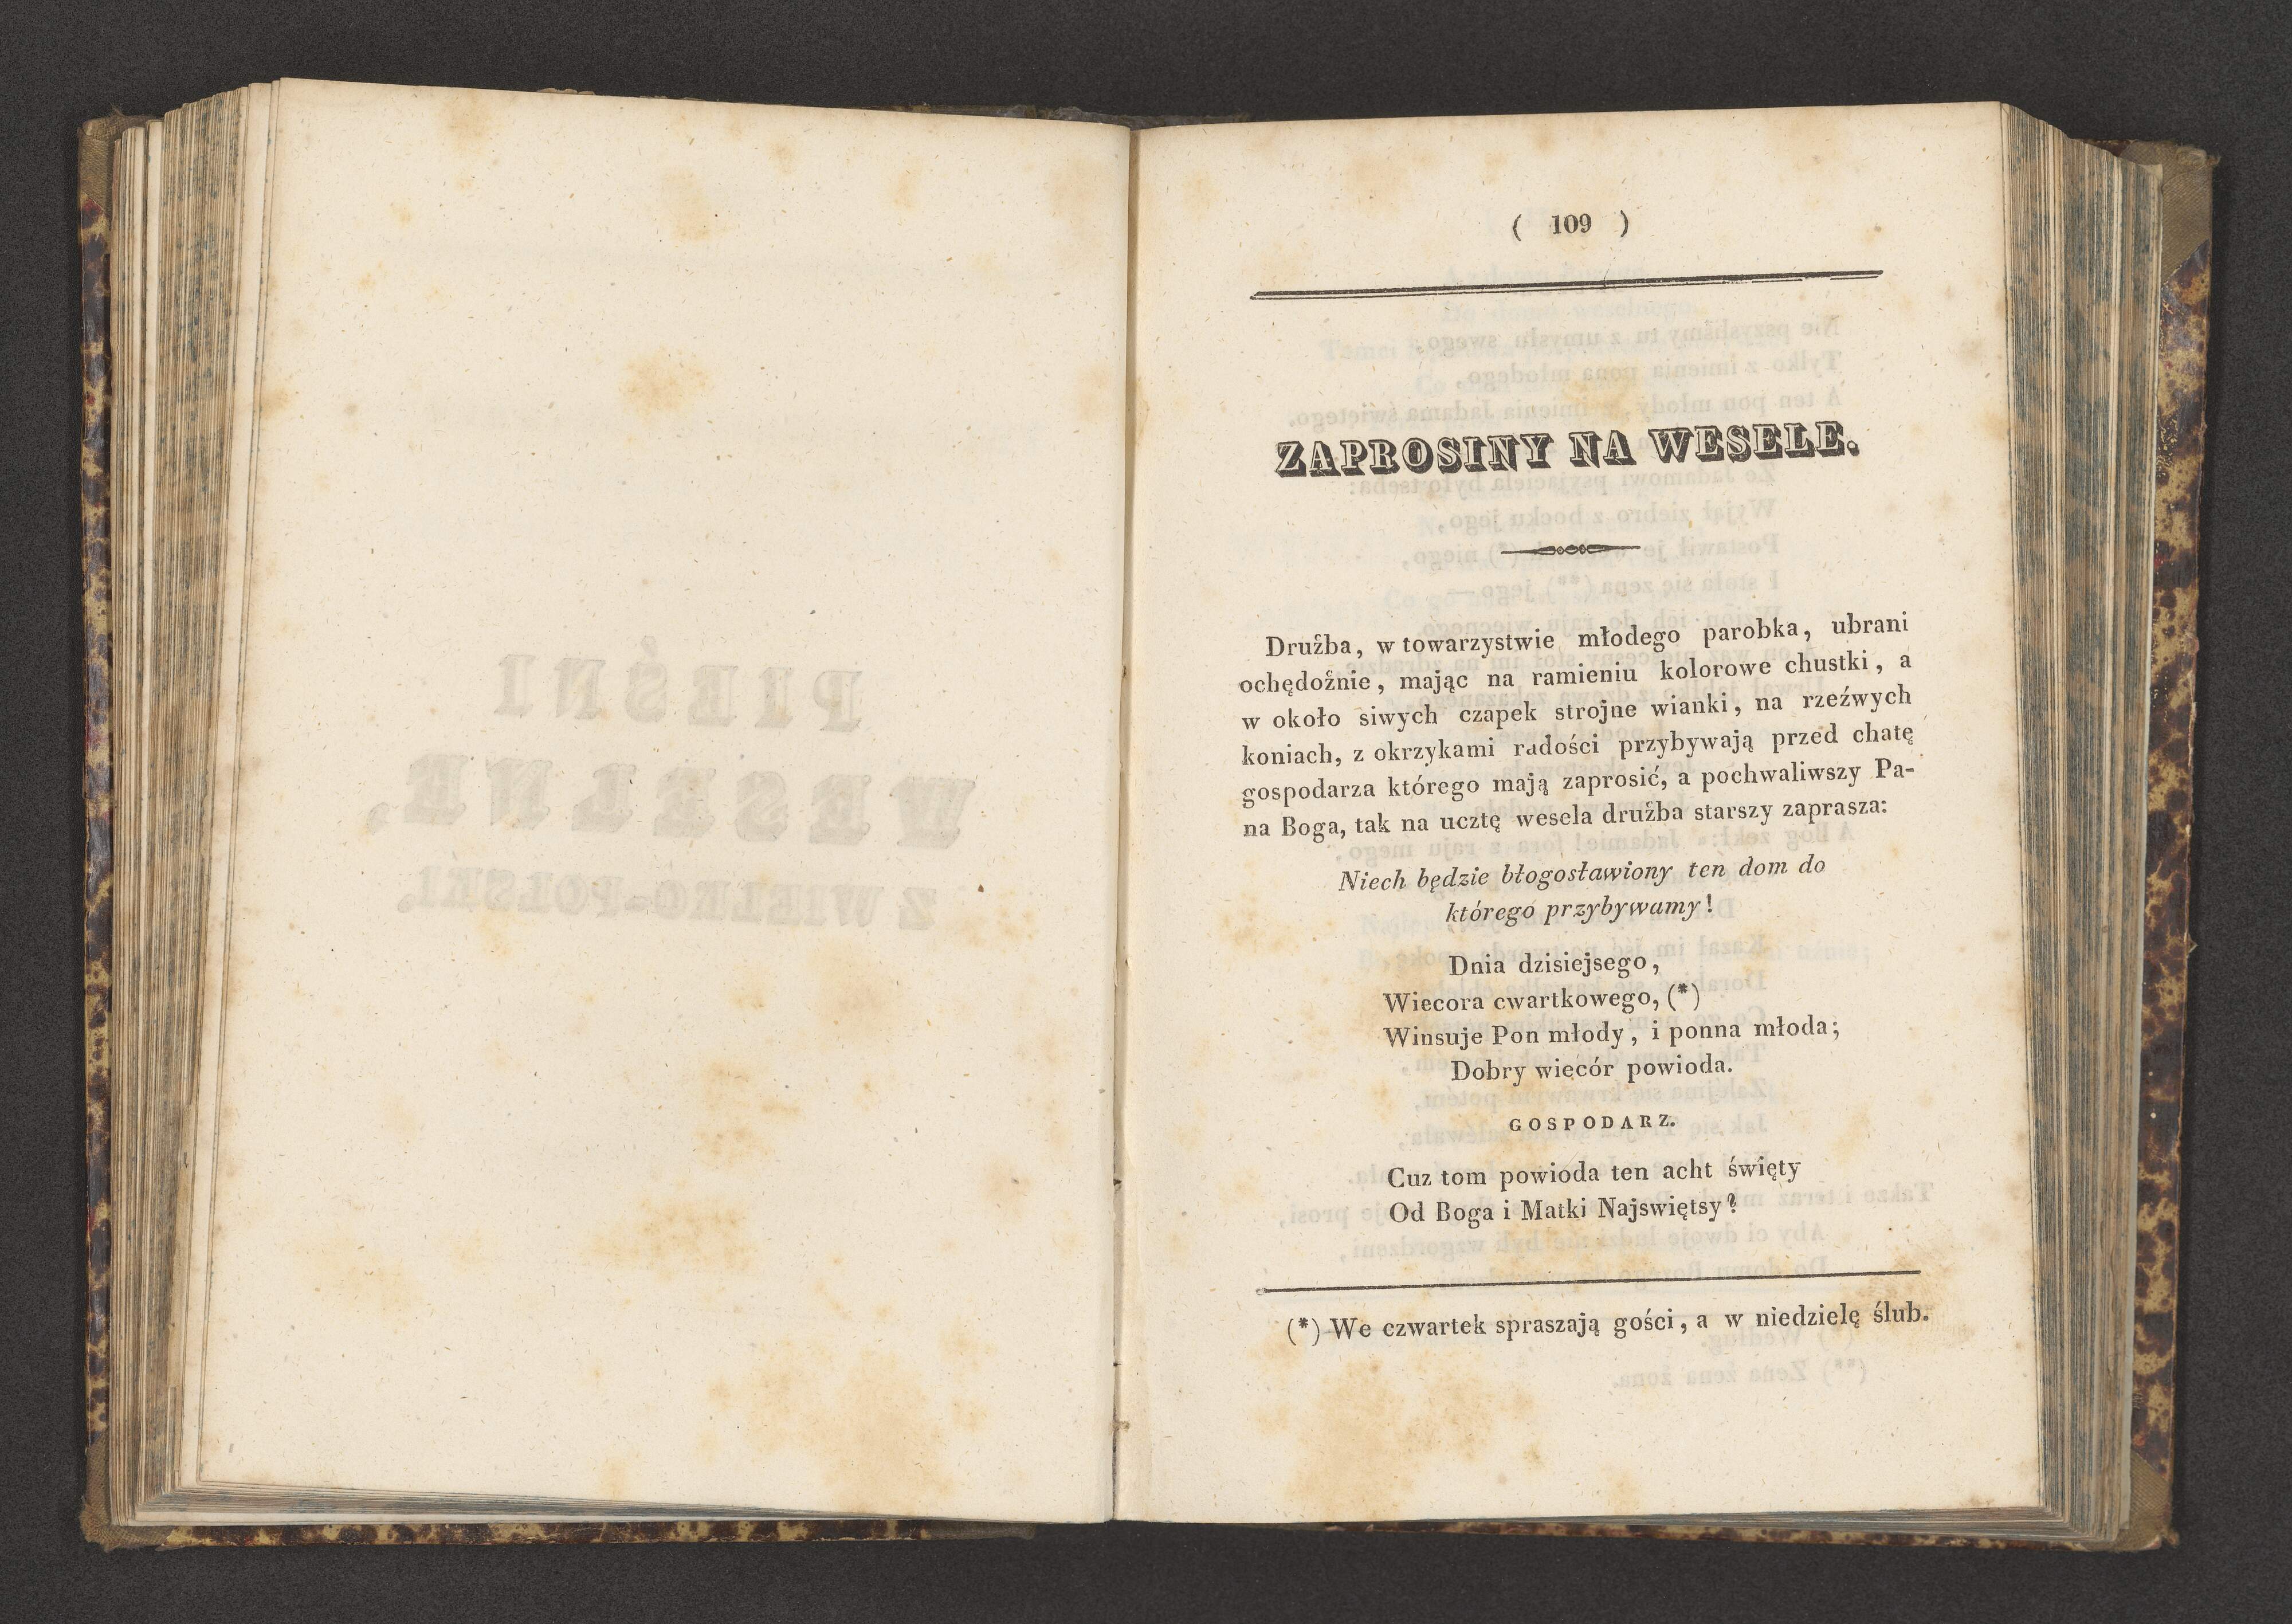 ( 109 )
ZAPROSINY NA WESELE.
Drużba, w towarzystwie młodego parobka, ubrani
ochędożnie, mając na ramieniu kolorowe chustki, a
w około siwych czapek strojne wianki, na rzeźwych
koniach, z okrzykami radości przybywają przed chatę
gospodarza którego mają zaprosić, a pochwaliwszy Pa-
na Boga, tak na ucztę wesela drużba starszy zaprasza:
Niech będzie błogosławiony ten dom do
którego przybywamy!
Dnia dzisiejsego,
Wiecora cwartkowego, (*)
Winsuje Pon młody, i ponna młoda;
Dobry wiecór powioda.
GOSPODARZ.
Cuz tom powioda ten acht święty
Od Boga i Matki Najswiętsy?
(*) We czwartek spraszają gości, a w niedzielę ślub.